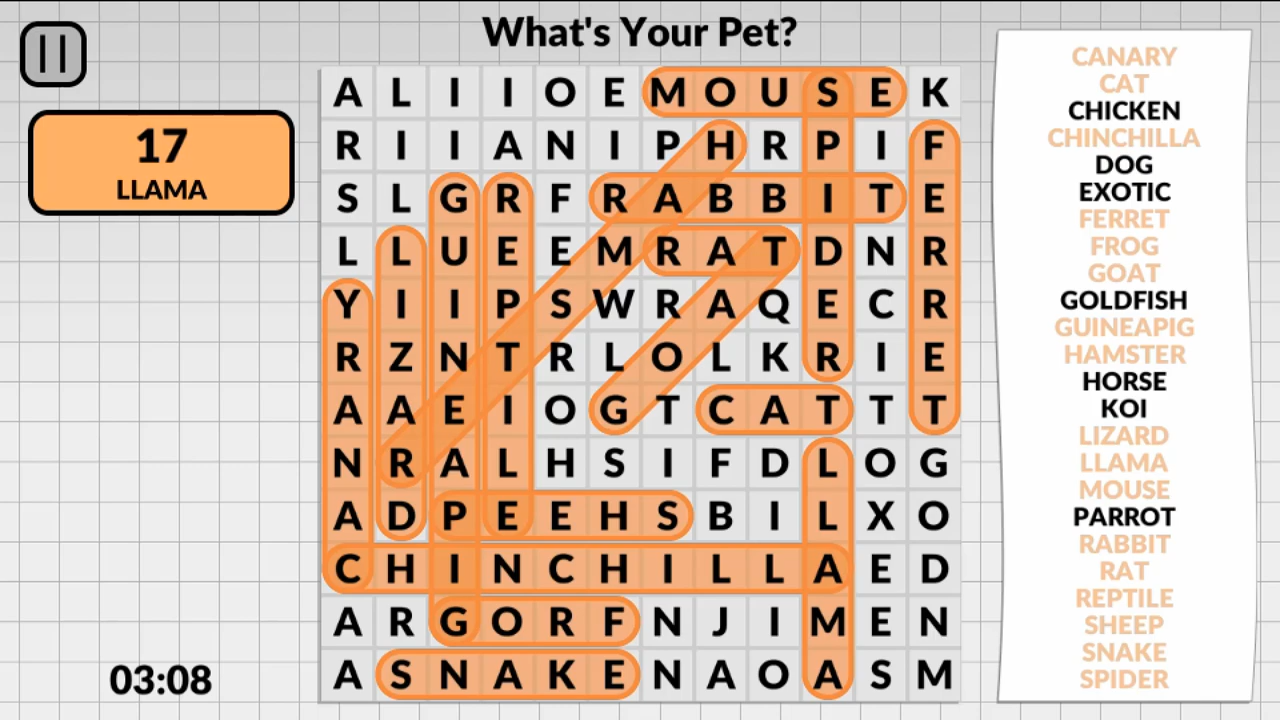 What's Your Pet?
17
LLAMA
03:08
A L I I O E M O U S E K
R I I A N I P H R P I F
S L G R F R A B B I T E
L L U E E M R A T D N R
Y I I P S W R A Q E C R
R Z N T R L O L K R I E
A A E I O G T C A T T T
N R A L H S I F D L O G
A D P E E H S B I L X O
C H I N C H I L L A E D
A R G O R F N J I M E N
A S N A K E N A O A S M
CANARY
CAT
CHICKEN
CHINCHILLA
DOG
EXOTIC
FERRET
FROG
GOAT
GOLDFISH
GUINEAPIG
HAMSTER
HORSE
KOI
LIZARD
LLAMA
MOUSE
PARROT
RABBIT
RAT
REPTILE
SHEEP
SNAKE
SPIDER